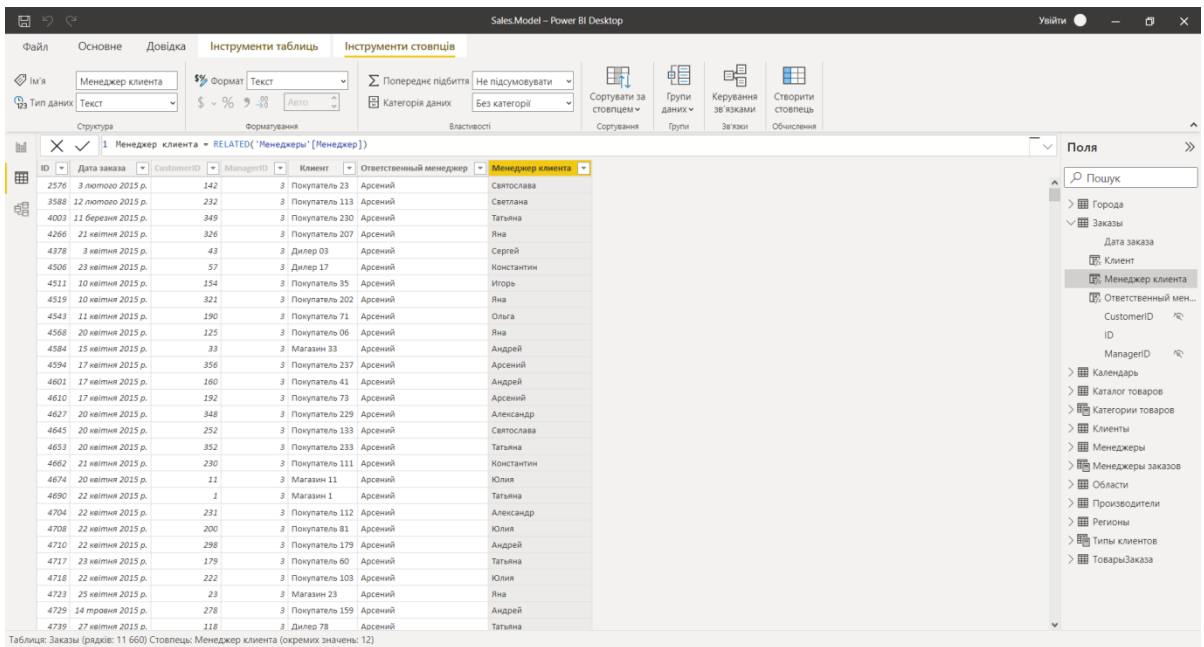 Sales.Model – Power BI Desktop
Увійти
Файл Основне Довідка Інструменти таблиць Інструменти стовпців
Ім'я Менеджер клиента
Тип даних Текст
Структура
Формат Текст
$ % 9 Авто
Форматування
Попереднє підбиття Не підсумовувати
Категорія даних Без категорії
Властивості
Сортувати за стовпцем
Сортування
Групи даних
Групи
Керування зв'язками
Зв'язки
Створити стовпець
Обчислення
1 Менеджер клиента = RELATED('Менеджеры'[Менеджер])
ID Дата заказа CustomerID ManagerID Клиент Ответственный менеджер Менеджер клиента
2576 3 лютого 2015 р. 142 3 Покупатель 23 Арсений Святослава
3588 12 лютого 2015 р. 232 3 Покупатель 113 Арсений Светлана
4003 11 березня 2015 р. 349 3 Покупатель 230 Арсений Татьяна
4266 21 квітня 2015 р. 326 3 Покупатель 207 Арсений Яна
4378 3 квітня 2015 р. 43 3 Дилер 03 Арсений Сергей
4506 23 квітня 2015 р. 57 3 Дилер 17 Арсений Константин
4511 10 квітня 2015 р. 154 3 Покупатель 35 Арсений Игорь
4519 10 квітня 2015 р. 321 3 Покупатель 202 Арсений Яна
4543 11 квітня 2015 р. 190 3 Покупатель 71 Арсений Ольга
4568 20 квітня 2015 р. 125 3 Покупатель 06 Арсений Яна
4584 15 квітня 2015 р. 33 3 Магазин 33 Арсений Андрей
4594 17 квітня 2015 р. 356 3 Покупатель 237 Арсений Арсений
4601 17 квітня 2015 р. 160 3 Покупатель 41 Арсений Андрей
4610 17 квітня 2015 р. 192 3 Покупатель 73 Арсений Арсений
4627 20 квітня 2015 р. 348 3 Покупатель 229 Арсений Александр
4645 20 квітня 2015 р. 252 3 Покупатель 133 Арсений Святослава
4653 20 квітня 2015 р. 352 3 Покупатель 233 Арсений Татьяна
4662 21 квітня 2015 р. 230 3 Покупатель 111 Арсений Константин
4674 20 квітня 2015 р. 11 3 Магазин 11 Арсений Юлия
4690 22 квітня 2015 р. 1 3 Магазин 1 Арсений Татьяна
4704 22 квітня 2015 р. 231 3 Покупатель 112 Арсений Александр
4708 22 квітня 2015 р. 200 3 Покупатель 81 Арсений Юлия
4710 22 квітня 2015 р. 298 3 Покупатель 179 Арсений Андрей
4717 23 квітня 2015 р. 179 3 Покупатель 60 Арсений Татьяна
4718 22 квітня 2015 р. 222 3 Покупатель 103 Арсений Юлия
4723 25 квітня 2015 р. 23 3 Магазин 23 Арсений Яна
4729 14 травня 2015 р. 278 3 Покупатель 159 Арсений Андрей
4739 27 квітня 2015 р. 118 3 Дилер 78 Арсений Татьяна
Поля
Пошук
Города
Заказы
Дата заказа
Клиент
Менеджер клиента
Ответственный мен...
CustomerID
ID
ManagerID
Календарь
Каталог товаров
Категории товаров
Клиенты
Менеджеры
Менеджеры заказов
Области
Производители
Регионы
Типы клиентов
ТоварыЗаказа
Таблиця: Заказы (рядків: 11 660) Стовпець: Менеджер клиента (окремих значень: 12)